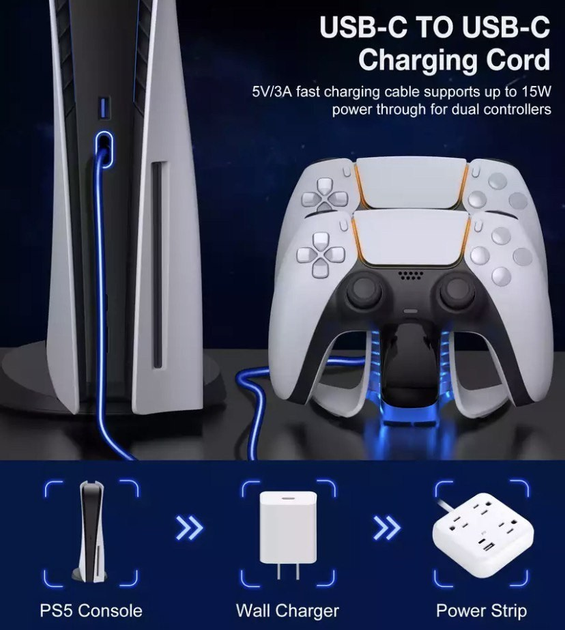 USB-C TO USB-C
Charging Cord
5V/3A fast charging cable supports up to 15W
power through for dual controllers
PS5 Console
Wall Charger
Power Strip